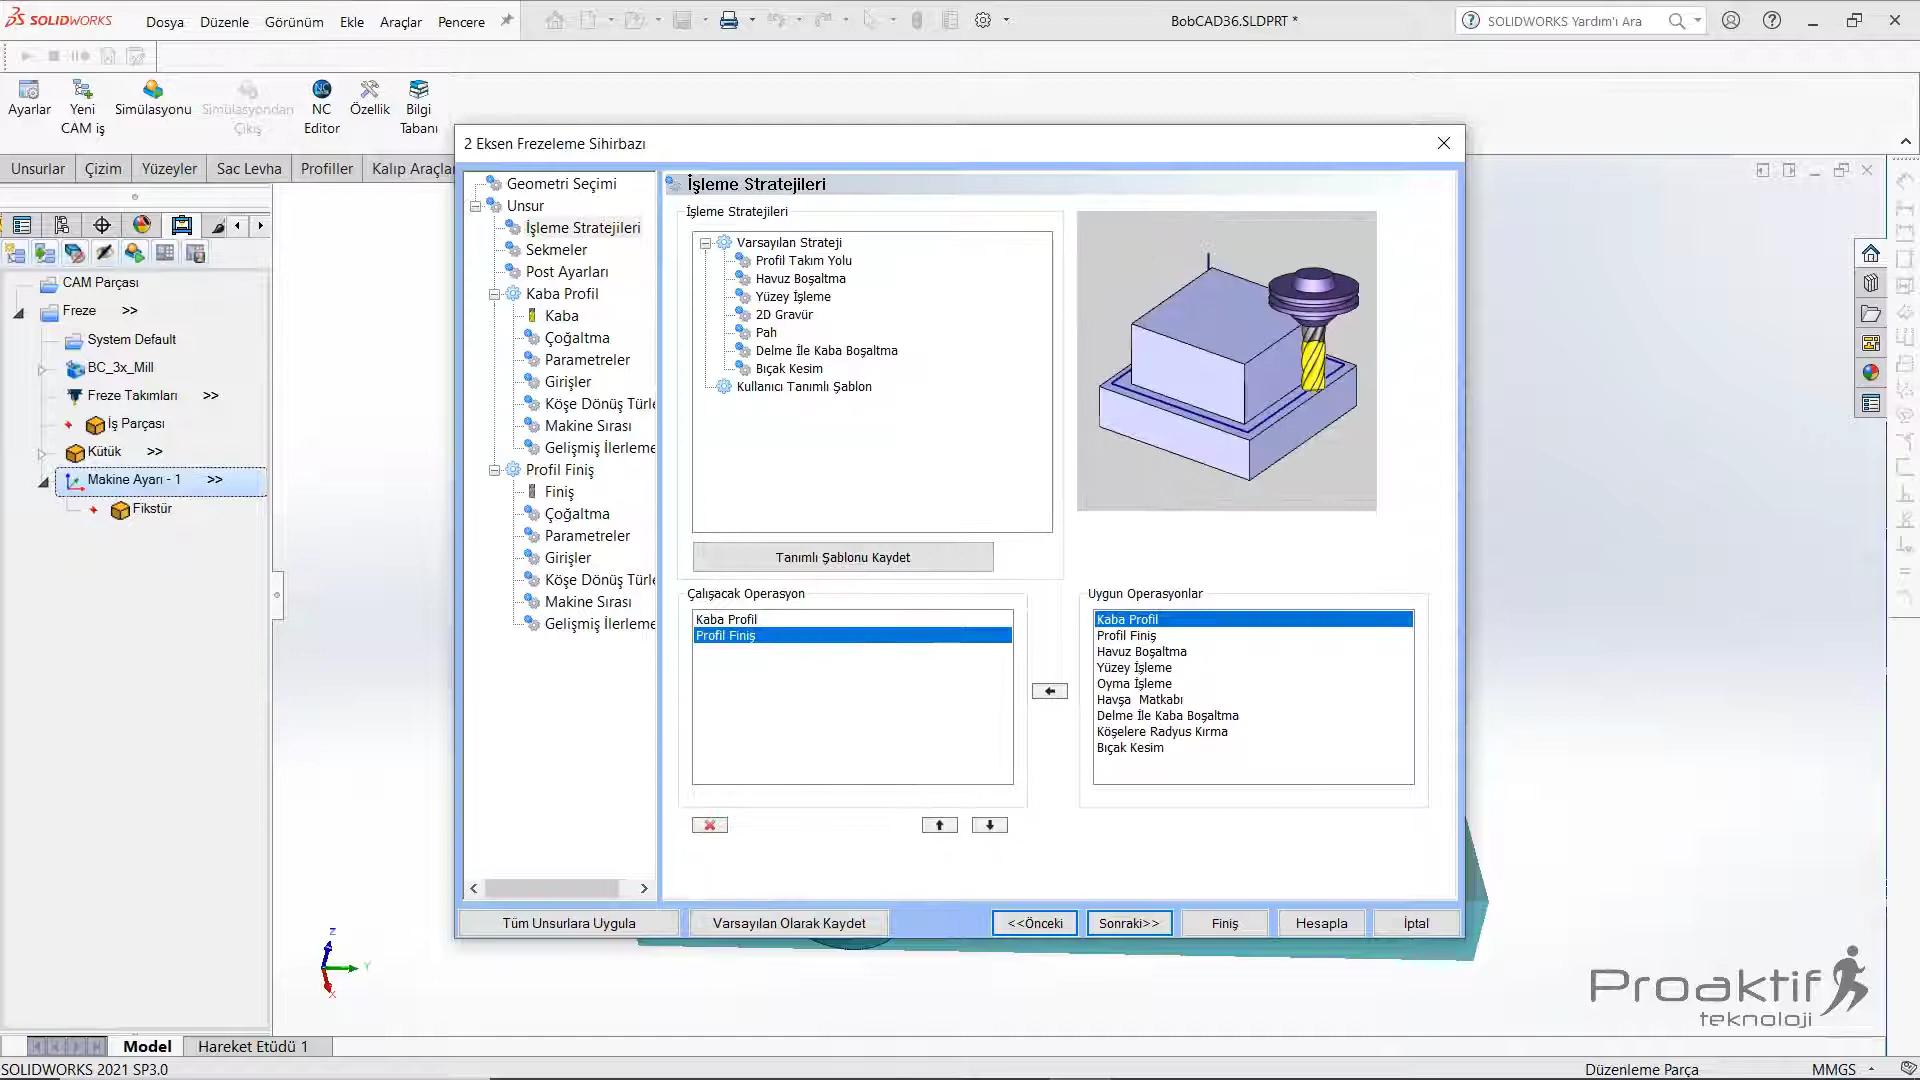 SOLIDWORKS
Dosya Düzenle Görünüm Ekle Araçlar Pencere
BobCAD36.SLDPRT *
SOLIDWORKS Yardım'ı Ara
Ayarlar
Yeni CAM iş
Simülasyonu
Simülasyondan Çıkış
NC Editor
Özellik
Bilgi Tabanı
Unsurlar Çizim Yüzeyler Sac Levha Profiller Kalıp Araçlar
CAM Parçası
Freze >>
System Default
BC_3x_Mill
Freze Takımları >>
İş Parçası
Kütük >>
Makine Ayarı - 1 >>
Fikstür
2 Eksen Frezeleme Sihirbazı
Geometri Seçimi
Unsur
İşleme Stratejileri
Sekmeler
Post Ayarları
Kaba Profil
Kaba
Çoğaltma
Parametreler
Girişler
Köşe Dönüş Türle
Makine Sırası
Gelişmiş İlerleme
Profil Finiş
Finiş
Çoğaltma
Parametreler
Girişler
Köşe Dönüş Türle
Makine Sırası
Gelişmiş İlerleme
İşleme Stratejileri
İşleme Stratejileri
Varsayılan Strateji
Profil Takım Yolu
Havuz Boşaltma
Yüzey İşleme
2D Gravür
Pah
Delme İle Kaba Boşaltma
Bıçak Kesim
Kullanıcı Tanımlı Şablon
Tanımlı Şablonu Kaydet
Çalışacak Operasyon
Kaba Profil
Profil Finiş
Uygun Operasyonlar
Kaba Profil
Profil Finiş
Havuz Boşaltma
Yüzey İşleme
Oyma İşleme
Havşa Matkabı
Delme İle Kaba Boşaltma
Köşelere Radyus Kırma
Bıçak Kesim
Tüm Unsurlara Uygula
Varsayılan Olarak Kaydet
<<Önceki
Sonraki>>
Finiş
Hesapla
İptal
Z
Y
X
Proaktif
teknoloji
Model Hareket Etüdü 1
SOLIDWORKS 2021 SP3.0
Düzenleme Parça
MMGS